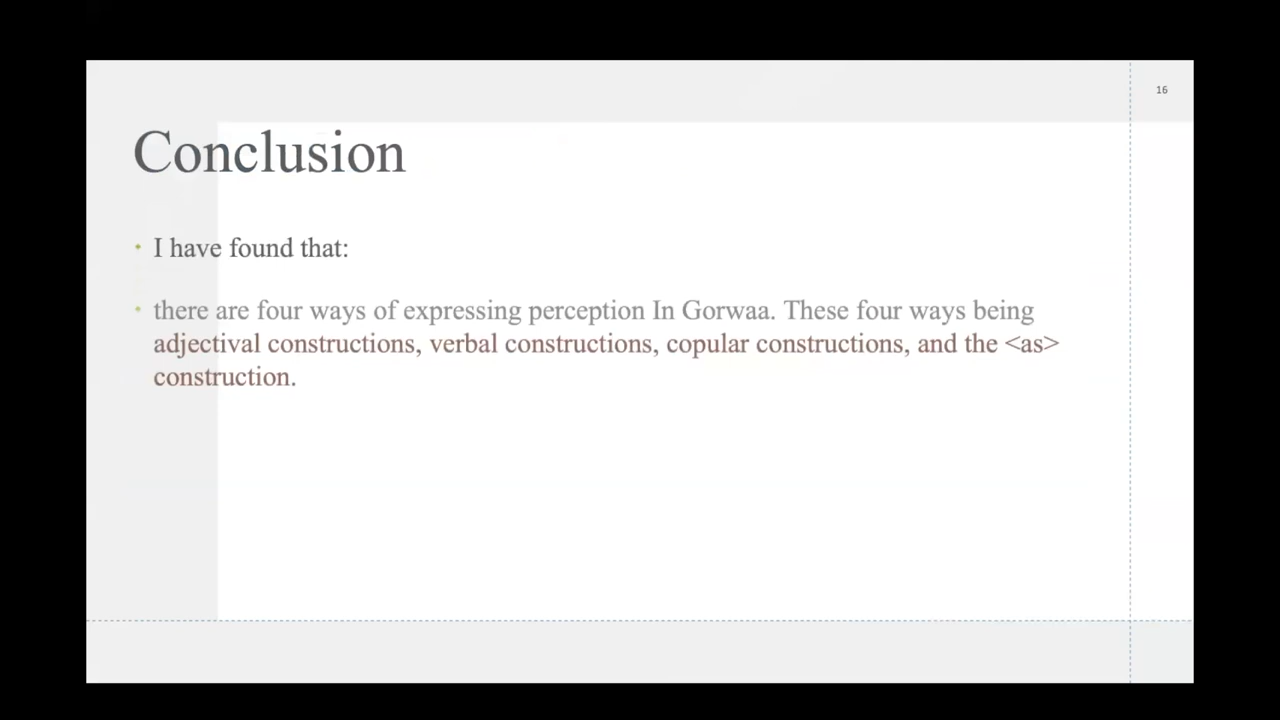 16
Conclusion
• I have found that:
• there are four ways of expressing perception In Gorwaa. These four ways being
adjectival constructions, verbal constructions, copular constructions, and the <as>
construction.